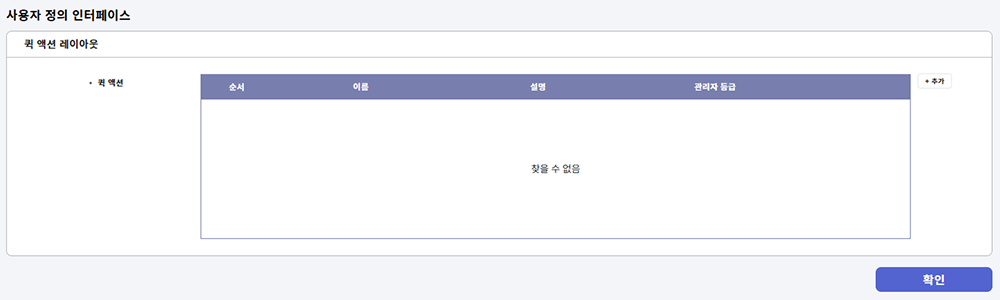 사용자 정의 인터페이스
퀵 액션 레이아웃
• 퀵 액션
순서 이름 설명 관리자 등급
+ 추가
찾을 수 없음
확인